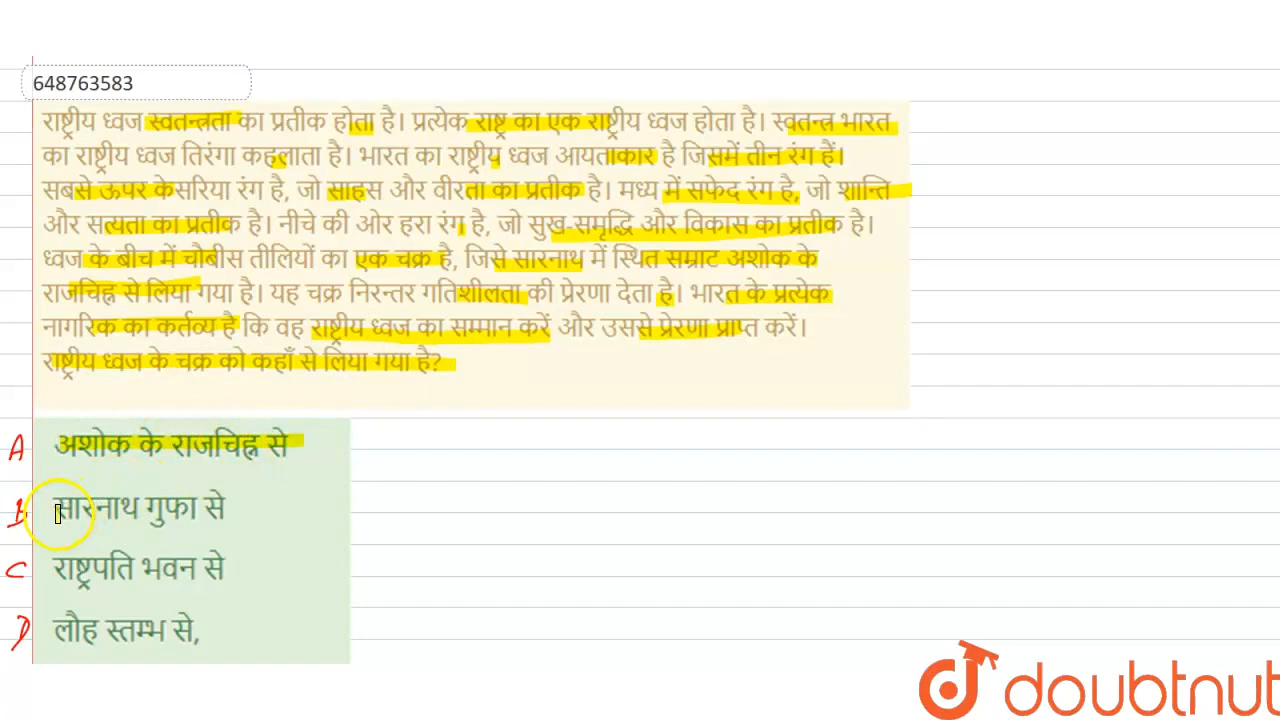 648763583
राष्ट्रीय ध्वज स्वतन्त्रता का प्रतीक होता है। प्रत्येक राष्ट्र का एक राष्ट्रीय ध्वज होता है। स्वतन्त्र भारत
का राष्ट्रीय ध्वज तिरंगा कहलाता है। भारत का राष्ट्रीय ध्वज आयताकार है जिसमें तीन रंग हैं।
सबसे ऊपर केसरिया रंग है, जो साहस और वीरता का प्रतीक है। मध्य में सफेद रंग है, जो शान्ति
और सत्यता का प्रतीक है। नीचे की ओर हरा रंग है, जो सुख-समृद्धि और विकास का प्रतीक है।
ध्वज के बीच में चौबीस तीलियों का एक चक्र है, जिसे सारनाथ में स्थित सम्राट अशोक के
राजचिह्न से लिया गया है। यह चक्र निरन्तर गतिशीलता की प्रेरणा देता है। भारत के प्रत्येक
नागरिक का कर्तव्य है कि वह राष्ट्रीय ध्वज का सम्मान करें और उससे प्रेरणा प्राप्त करें।
राष्ट्रीय ध्वज के चक्र को कहाँ से लिया गया है?
A अशोक के राजचिह्न से
B सारनाथ गुफा से
C राष्ट्रपति भवन से
D लौह स्तम्भ से,
doubtnut